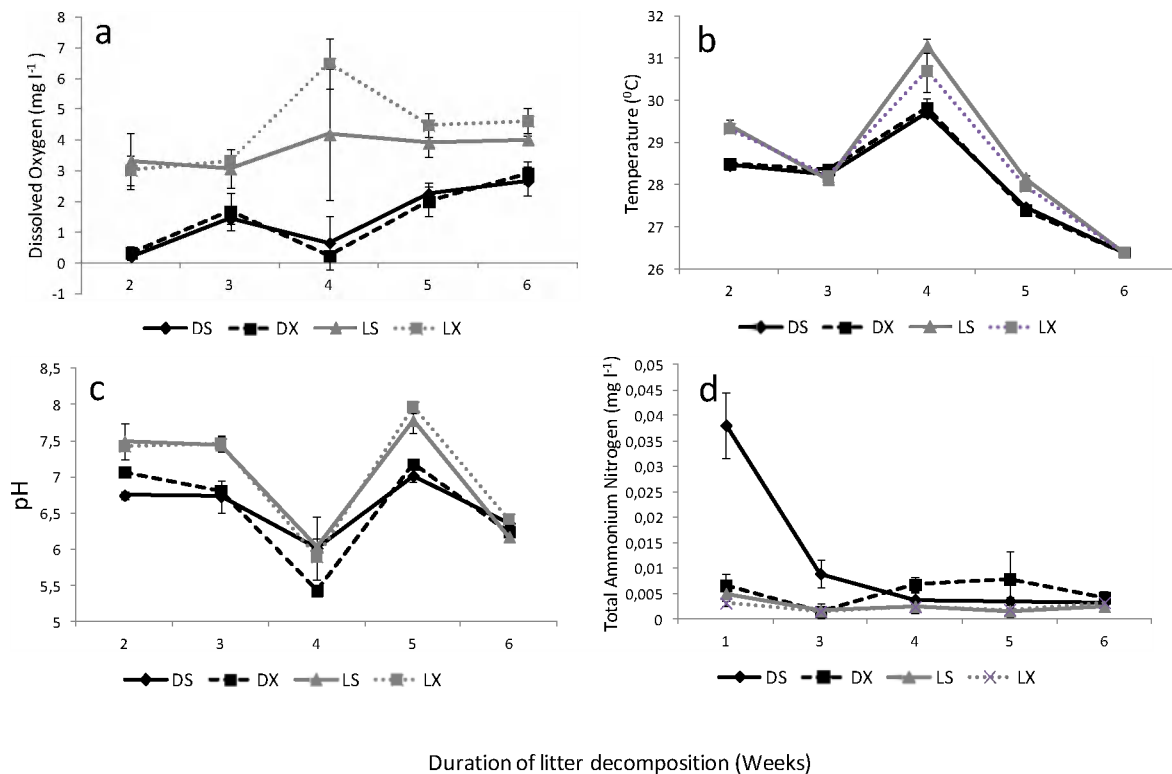 a
Dissolved Oxygen (mg l-1)
8
7
6
5
4
3
2
1
0
-1
2 3 4 5 6
DS DX LS LX
b
Temperature (0C)
32
31
30
29
28
27
26
2 3 4 5 6
DS DX LS LX
c
pH
8,5
8
7,5
7
6,5
6
5,5
5
2 3 4 5 6
DS DX LS LX
d
Total Ammonium Nitrogen (mg l-1)
0,05
0,045
0,04
0,035
0,03
0,025
0,02
0,015
0,01
0,005
0
1 3 4 5 6
DS DX LS LX
Duration of litter decomposition (Weeks)